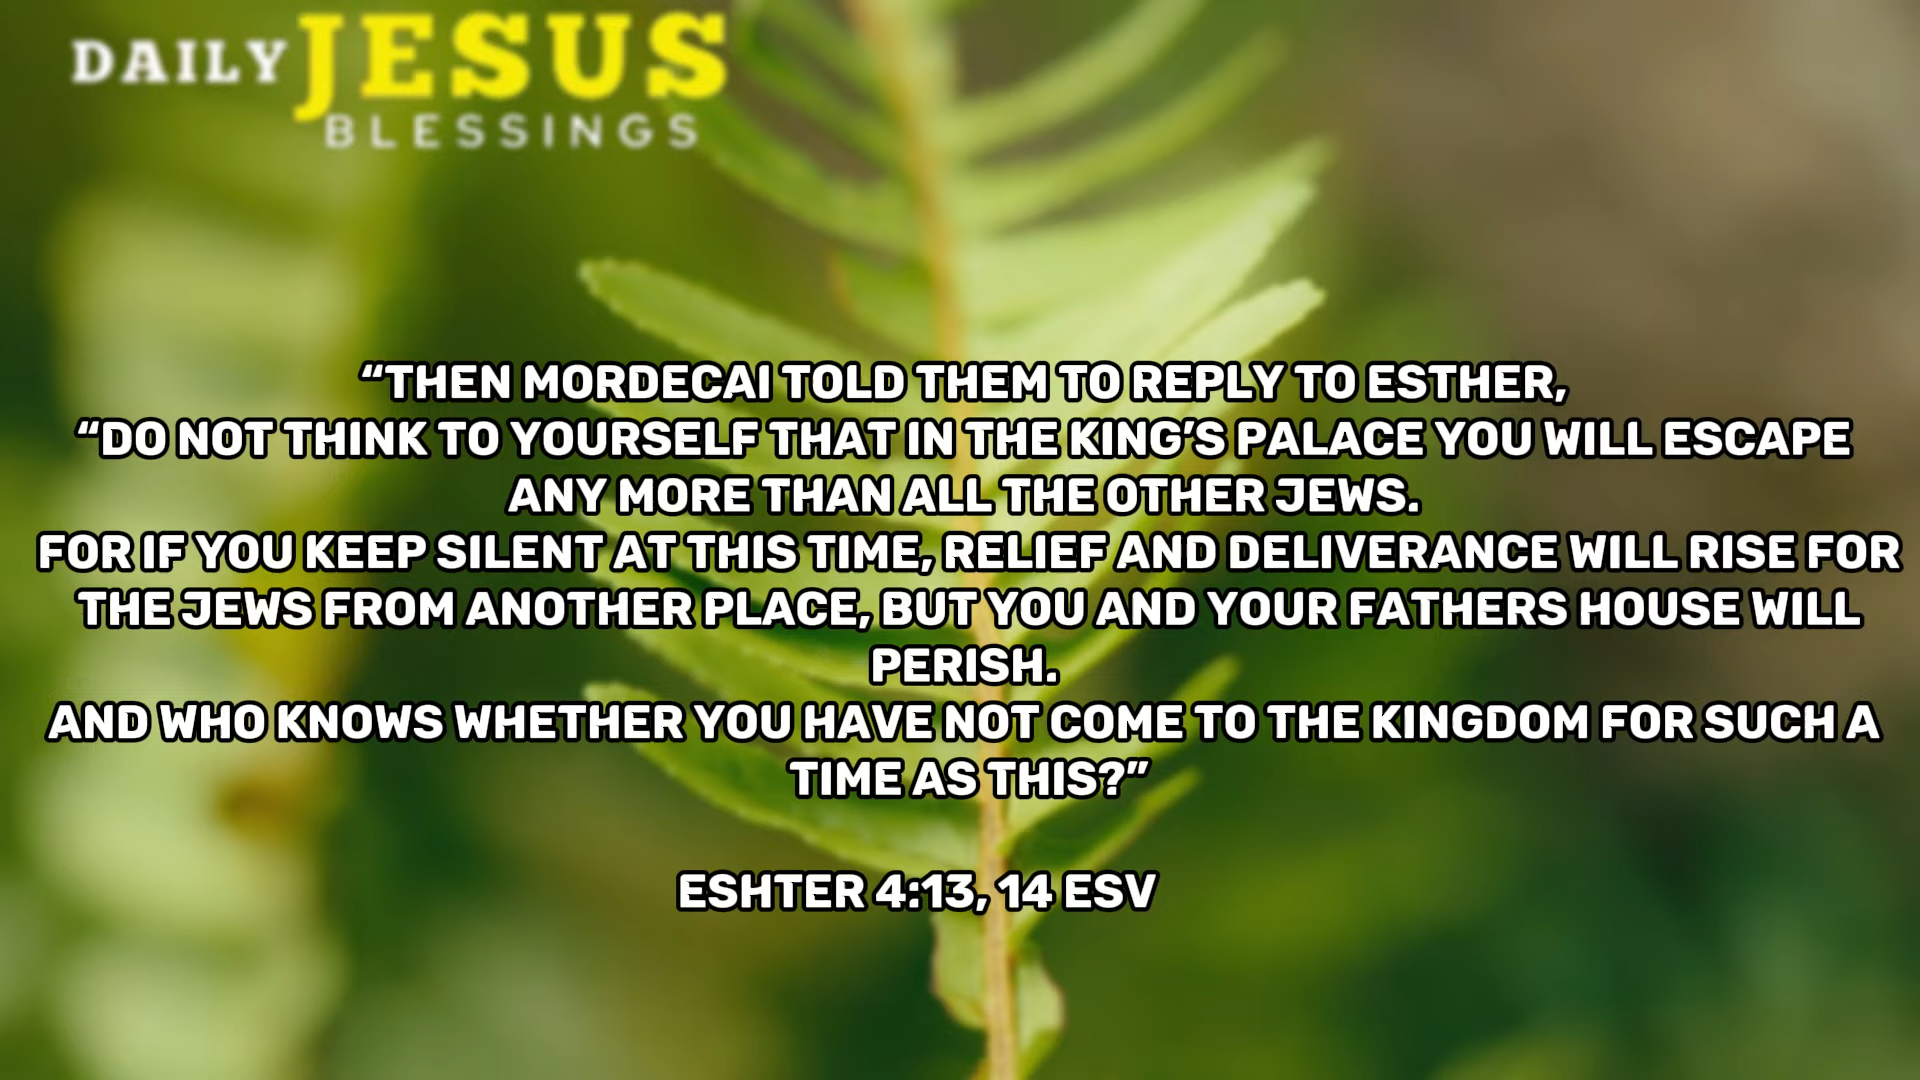 DAILY JESUS
BLESSINGS
“THEN MORDECAI TOLD THEM TO REPLY TO ESTHER,
“DO NOT THINK TO YOURSELF THAT IN THE KING’S PALACE YOU WILL ESCAPE
ANY MORE THAN ALL THE OTHER JEWS.
FOR IF YOU KEEP SILENT AT THIS TIME, RELIEF AND DELIVERANCE WILL RISE FOR
THE JEWS FROM ANOTHER PLACE, BUT YOU AND YOUR FATHERS HOUSE WILL
PERISH.
AND WHO KNOWS WHETHER YOU HAVE NOT COME TO THE KINGDOM FOR SUCH A
TIME AS THIS?”
ESHTER 4:13, 14 ESV